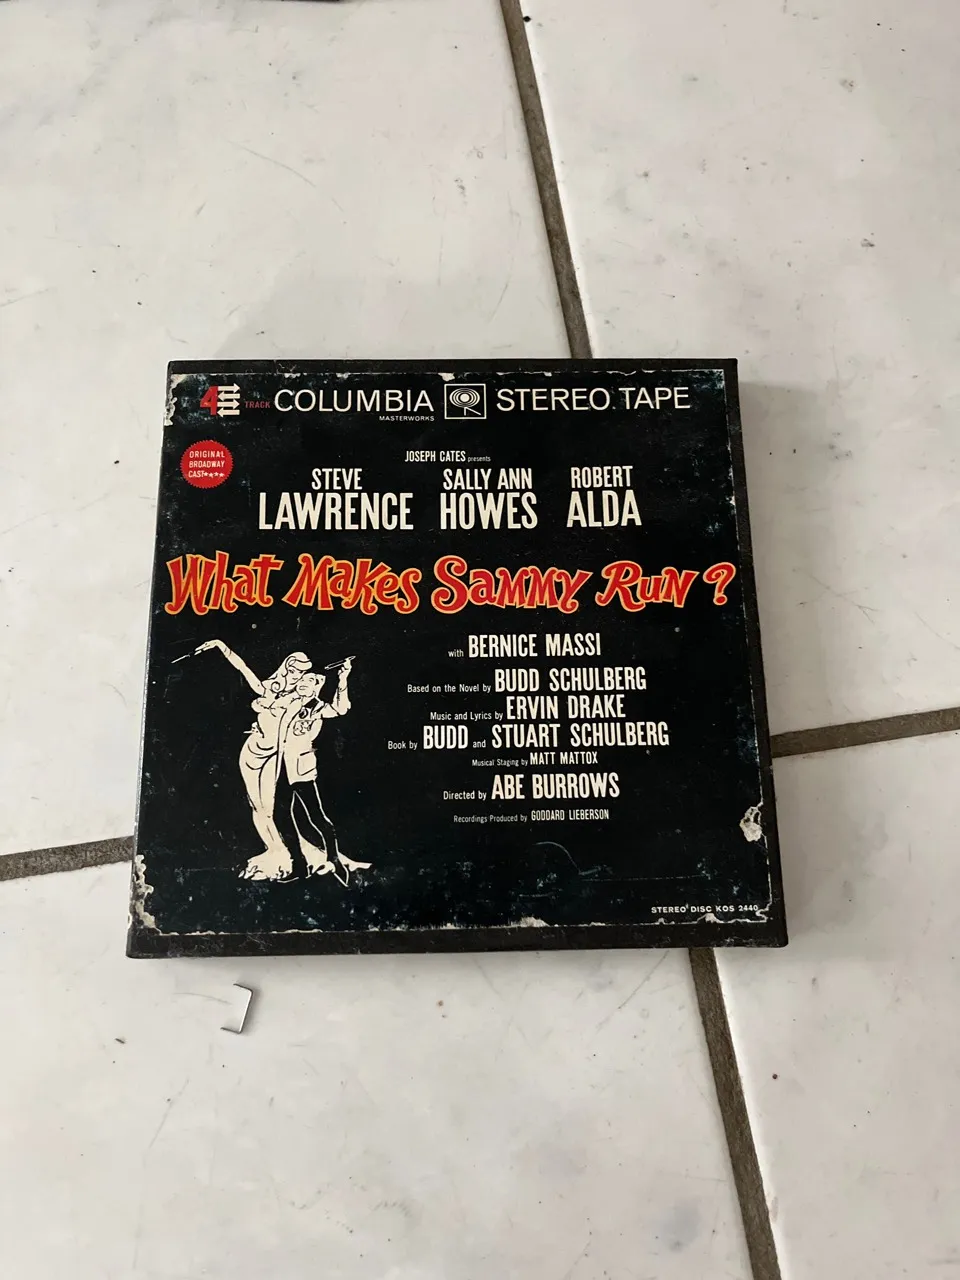 4 TRACK COLUMBIA STEREO TAPE
MASTERWORKS
ORIGINAL
BROADWAY
CAST****
JOSEPH CATES presents
STEVE SALLY ANN ROBERT
LAWRENCE HOWES ALDA
What Makes Sammy Run?
with BERNICE MASSI
Based on the Novel by BUDD SCHULBERG
Music and Lyrics by ERVIN DRAKE
Book by BUDD and STUART SCHULBERG
Musical Staging by MATT MATTOX
Directed by ABE BURROWS
Recordings Produced by GODDARD LIEBERSON
STEREO DISC KOS 2440